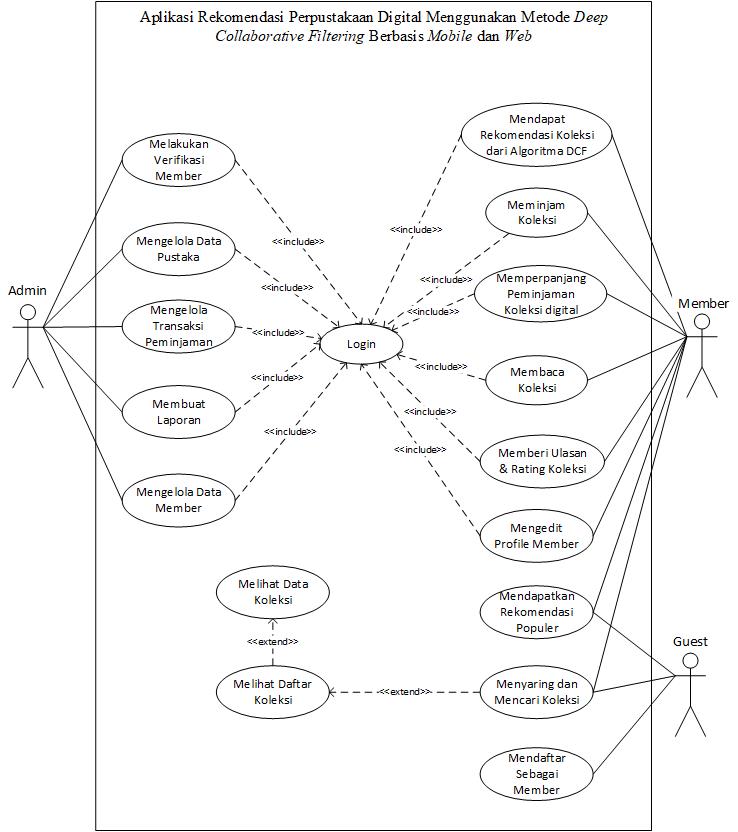 Aplikasi Rekomendasi Perpustakaan Digital Menggunakan Metode Deep
Collaborative Filtering Berbasis Mobile dan Web
Melakukan
Verifikasi
Member
Mengelola Data
Pustaka
Mengelola
Transaksi
Peminjaman
Membuat
Laporan
Mengelola Data
Member
Admin
<<include>>
<<include>>
<<include>>
<<include>>
<<include>>
Login
<<include>>
<<include>>
<<include>>
<<include>>
<<include>>
<<include>>
Mendapat
Rekomendasi Koleksi
dari Algoritma DCF
Meminjam
Koleksi
Memperpanjang
Peminjaman
Koleksi digital
Membaca
Koleksi
Memberi Ulasan
& Rating Koleksi
Mengedit
Profile Member
Member
Melihat Data
Koleksi
<<extend>>
Melihat Daftar
Koleksi
<<extend>>
Mendapatkan
Rekomendasi
Populer
Menyaring dan
Mencari Koleksi
Mendaftar
Sebagai
Member
Guest